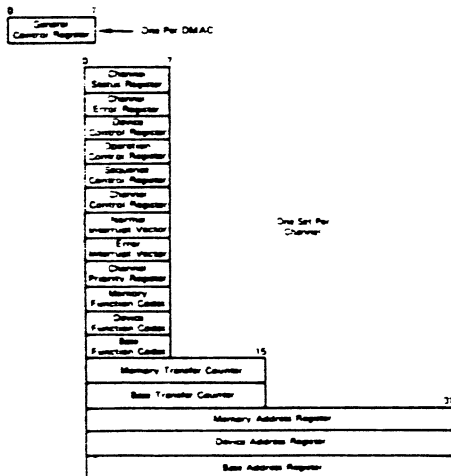 0 7
General
Control Register
One Per DMAC
0 7
Channel
Status Register
Channel
Error Register
Device
Control Register
Operation
Control Register
Sequence
Control Register
Channel
Control Register
Normal
Interrupt Vector
Error
Interrupt Vector
Channel
Priority Register
Memory
Function Codes
Device
Function Codes
Base
Function Codes
One Set Per
Channel
15
Memory Transfer Counter
Base Transfer Counter
31
Memory Address Register
Device Address Register
Base Address Register